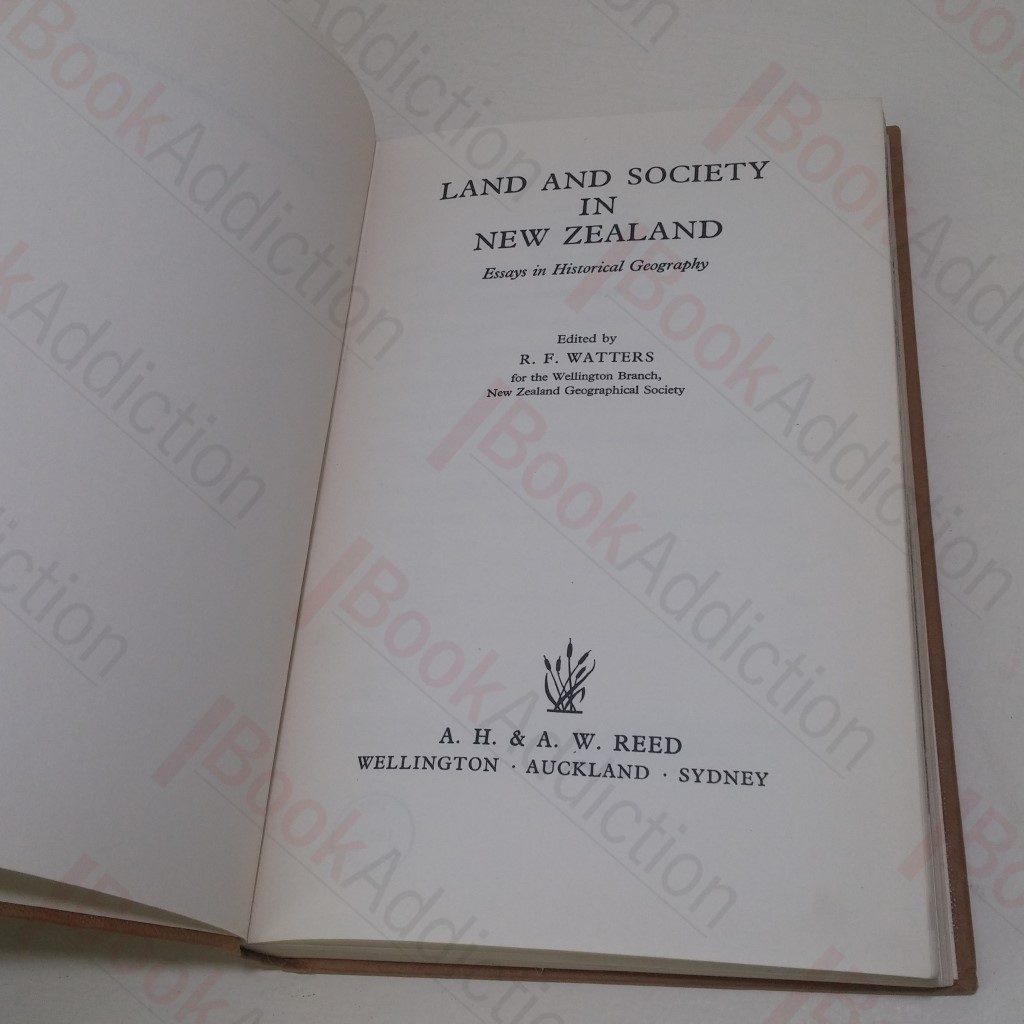 LAND AND SOCIETY
IN
NEW ZEALAND
Essays in Historical Geography
Edited by
R. F. WATTERS
for the Wellington Branch,
New Zealand Geographical Society
A. H. & A. W. REED
WELLINGTON · AUCKLAND · SYDNEY
BookAddiction